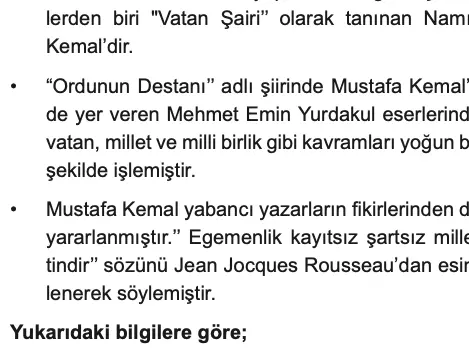 lerden biri "Vatan Şairi’’ olarak tanınan Namı
Kemal’dir.
• “Ordunun Destanı’’ adlı şiirinde Mustafa Kemal’
de yer veren Mehmet Emin Yurdakul eserlerind
vatan, millet ve milli birlik gibi kavramları yoğun b
şekilde işlemiştir.
• Mustafa Kemal yabancı yazarların fikirlerinden d
yararlanmıştır.’’ Egemenlik kayıtsız şartsız mille
tindir’’ sözünü Jean Jocques Rousseau’dan esin
lenerek söylemiştir.
Yukarıdaki bilgilere göre;